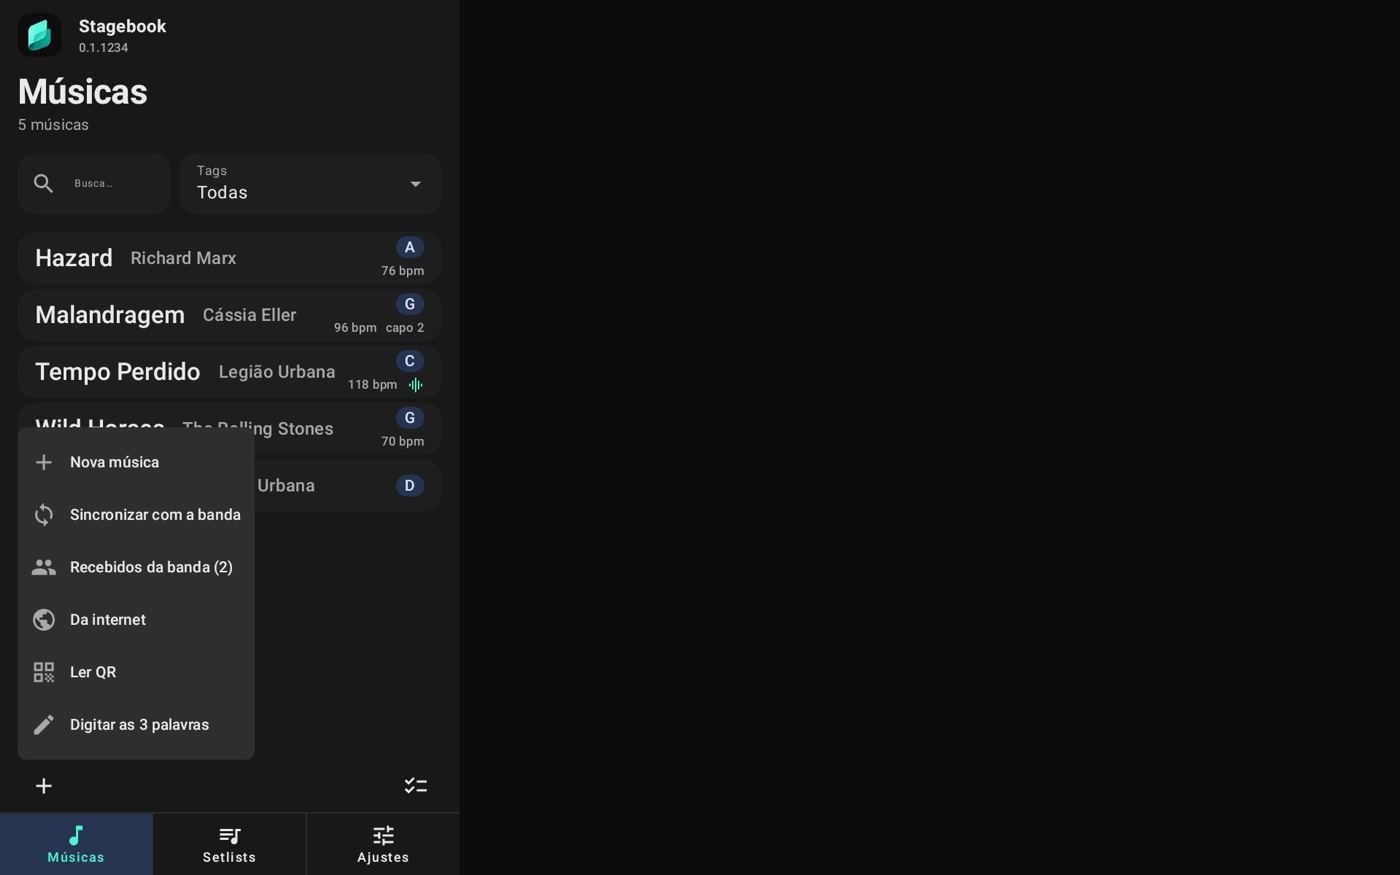 Stagebook
0.1.1234
Músicas
5 músicas
Busca…
Tags
Todas
Hazard Richard Marx A
76 bpm
Malandragem Cássia Eller G
96 bpm capo 2
Tempo Perdido Legião Urbana C
118 bpm
Wild Horses The Rolling Stones G
70 bpm
Urbana D
Nova música
Sincronizar com a banda
Recebidos da banda (2)
Da internet
Ler QR
Digitar as 3 palavras
Músicas
Setlists
Ajustes